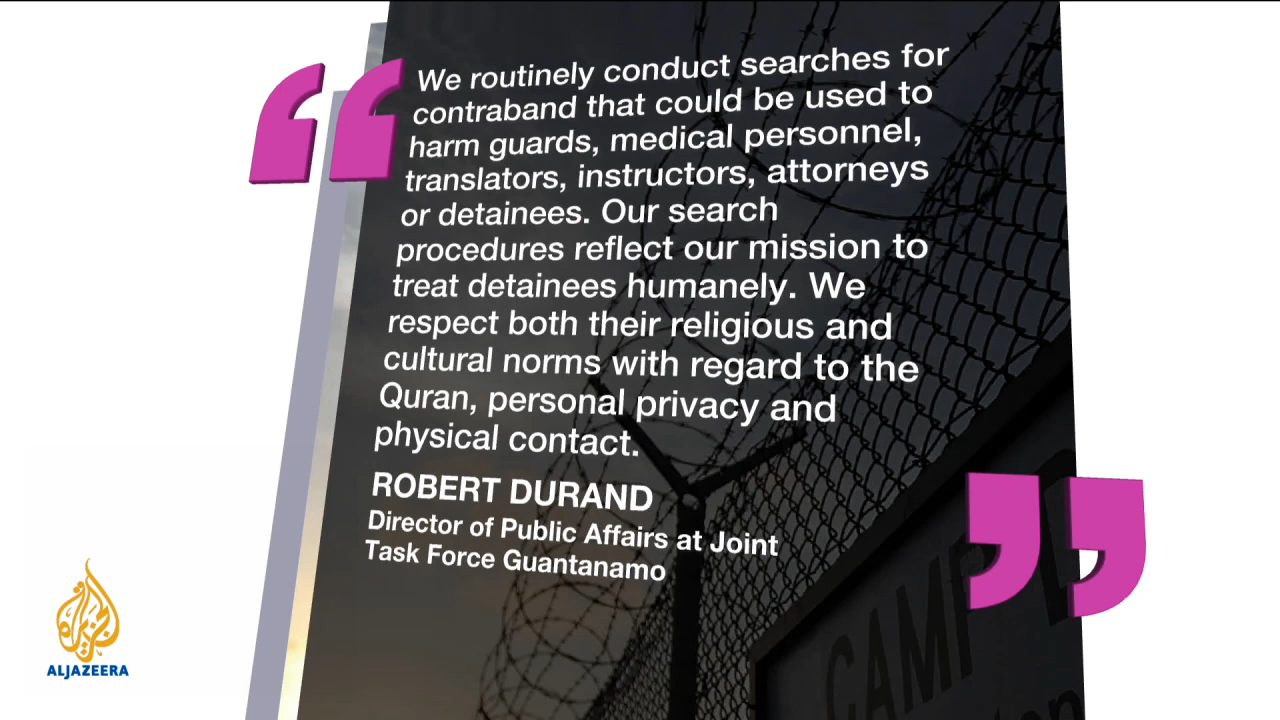 We routinely conduct searches for
contraband that could be used to
harm guards, medical personnel,
translators, instructors, attorneys
or detainees. Our search
procedures reflect our mission to
treat detainees humanely. We
respect both their religious and
cultural norms with regard to the
Quran, personal privacy and
physical contact.
ROBERT DURAND
Director of Public Affairs at Joint
Task Force Guantanamo
CAMP
ALJAZEERA